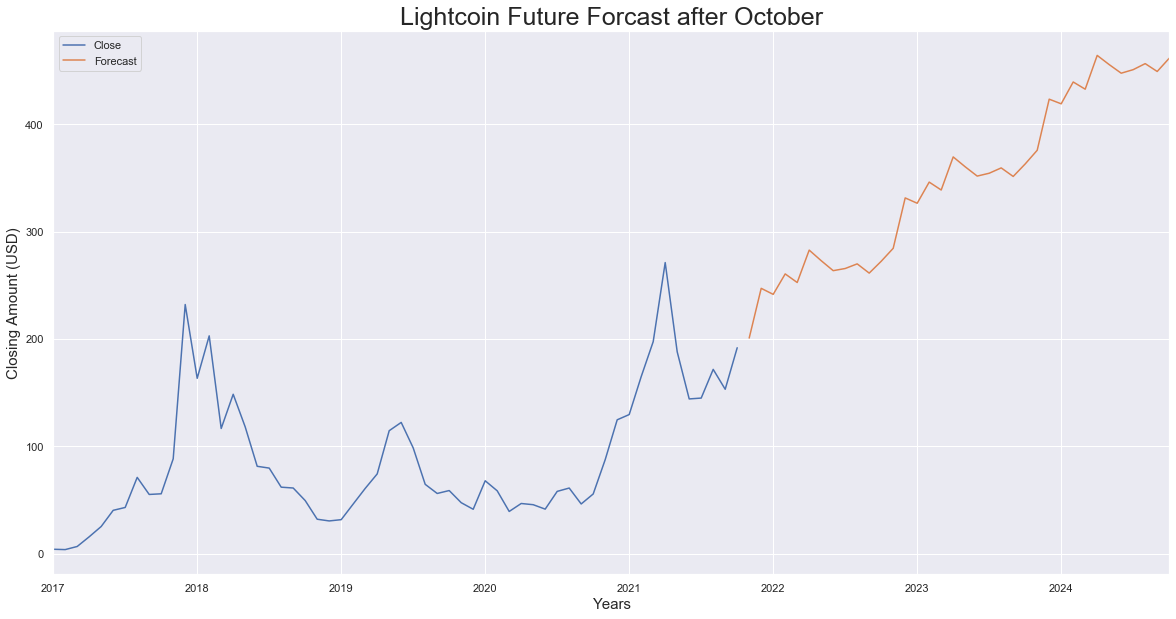 Lightcoin Future Forcast after October
Close
Forecast
400
300
200
100
0
Closing Amount (USD)
2017 2018 2019 2020 2021 2022 2023 2024
Years